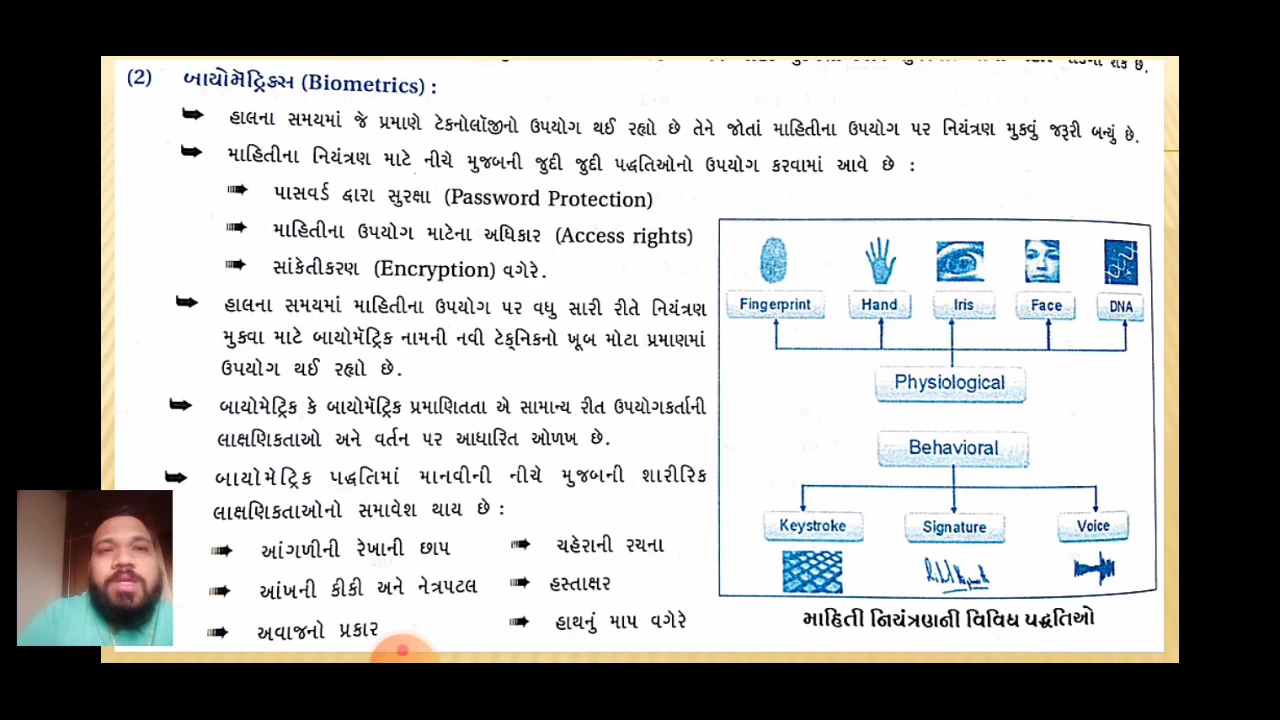 (2) બાયોમૅટ્રિક્સ (Biometrics) :
હાલના સમયમાં જે પ્રમાણે ટેકનોલૉજીનો ઉપયોગ થઈ રહ્યો છે તેને જોતાં માહિતીના ઉપયોગ પર નિયંત્રણ મુકવું જરૂરી બન્યું છે.
માહિતીના નિયંત્રણ માટે નીચે મુજબની જુદી જુદી પદ્ધતિઓનો ઉપયોગ કરવામાં આવે છે :
પાસવર્ડ દ્વારા સુરક્ષા (Password Protection)
માહિતીના ઉપયોગ માટેના અધિકાર (Access rights)
સાંકેતીકરણ (Encryption) વગેરે.
હાલના સમયમાં માહિતીના ઉપયોગ પર વધુ સારી રીતે નિયંત્રણ
મુકવા માટે બાયોમૅટ્રિક નામની નવી ટેક્નિકનો ખૂબ મોટા પ્રમાણમાં
ઉપયોગ થઈ રહ્યો છે.
બાયોમેટ્રિક કે બાયોમૅટ્રિક પ્રમાણિતતા એ સામાન્ય રીત ઉપયોગકર્તાની
લાક્ષણિકતાઓ અને વર્તન પર આધારિત ઓળખ છે.
બાયોમેટ્રિક પદ્ધતિમાં માનવીની નીચે મુજબની શારીરિક
લાક્ષણિકતાઓનો સમાવેશ થાય છે :
આંગળીની રેખાની છાપ ચહેરાની રચના
આંખની કીકી અને નેત્રપટલ હસ્તાક્ષર
અવાજનો પ્રકાર હાથનું માપ વગેરે
Fingerprint Hand Iris Face DNA
Physiological
Behavioral
Keystroke Signature Voice
માહિતી નિયંત્રણની વિવિધ પદ્ધતિઓ